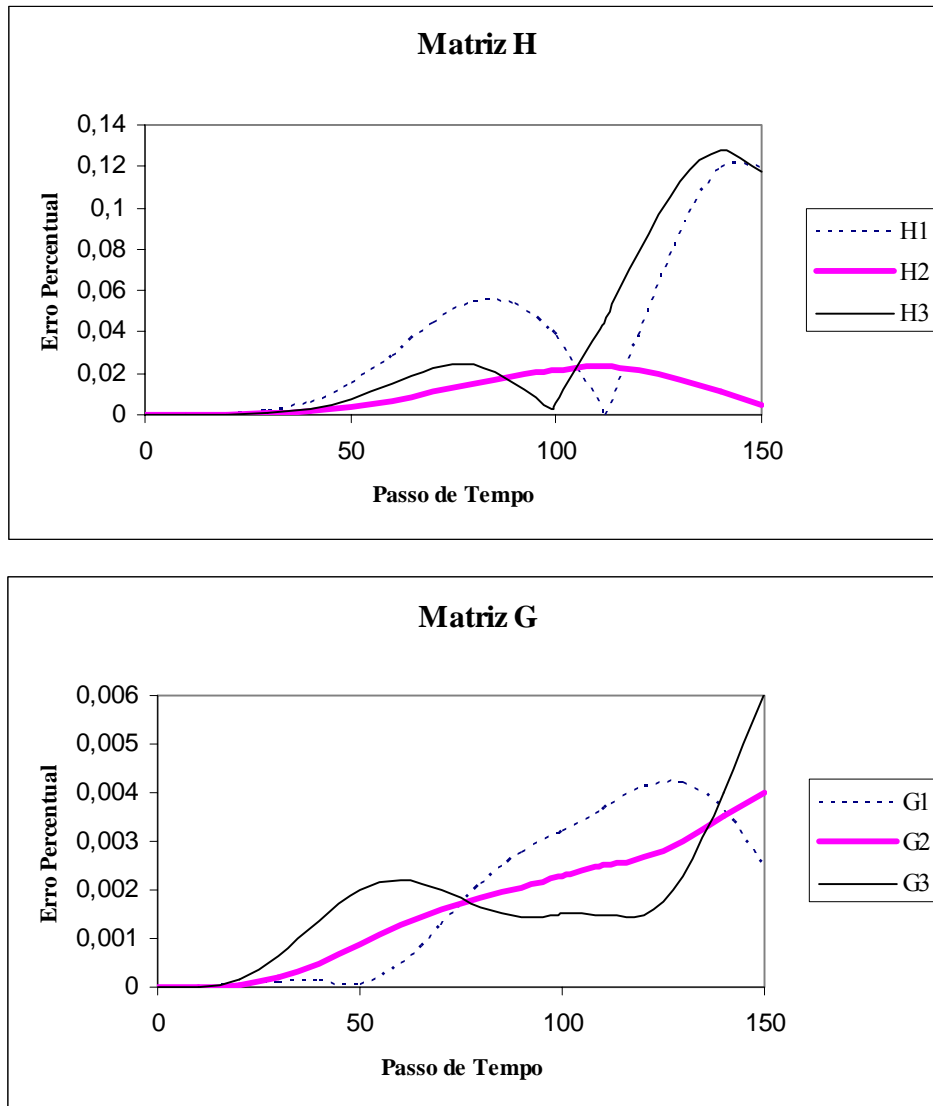 Matriz H
0,14
0,12
0,1
0,08
0,06
0,04
0,02
0
Erro Percentual
0 50 100 150
Passo de Tempo
H1
H2
H3
Matriz G
0,006
0,005
0,004
0,003
0,002
0,001
0
Erro Percentual
0 50 100 150
Passo de Tempo
G1
G2
G3